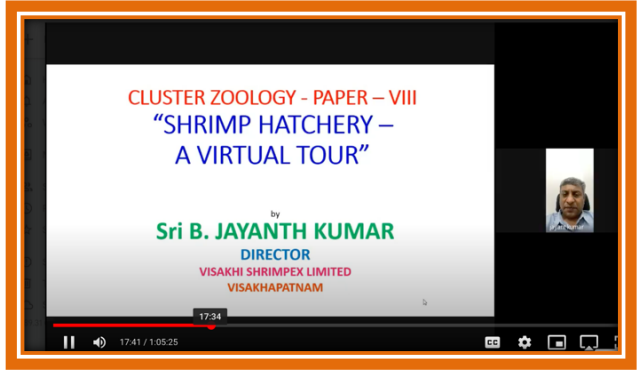 CLUSTER ZOOLOGY - PAPER – VIII
“SHRIMP HATCHERY –
A VIRTUAL TOUR”
by
Sri B. JAYANTH KUMAR
DIRECTOR
VISAKHI SHRIMPEX LIMITED
VISAKHAPATNAM
17:34
17:41 / 1:05:25
CC